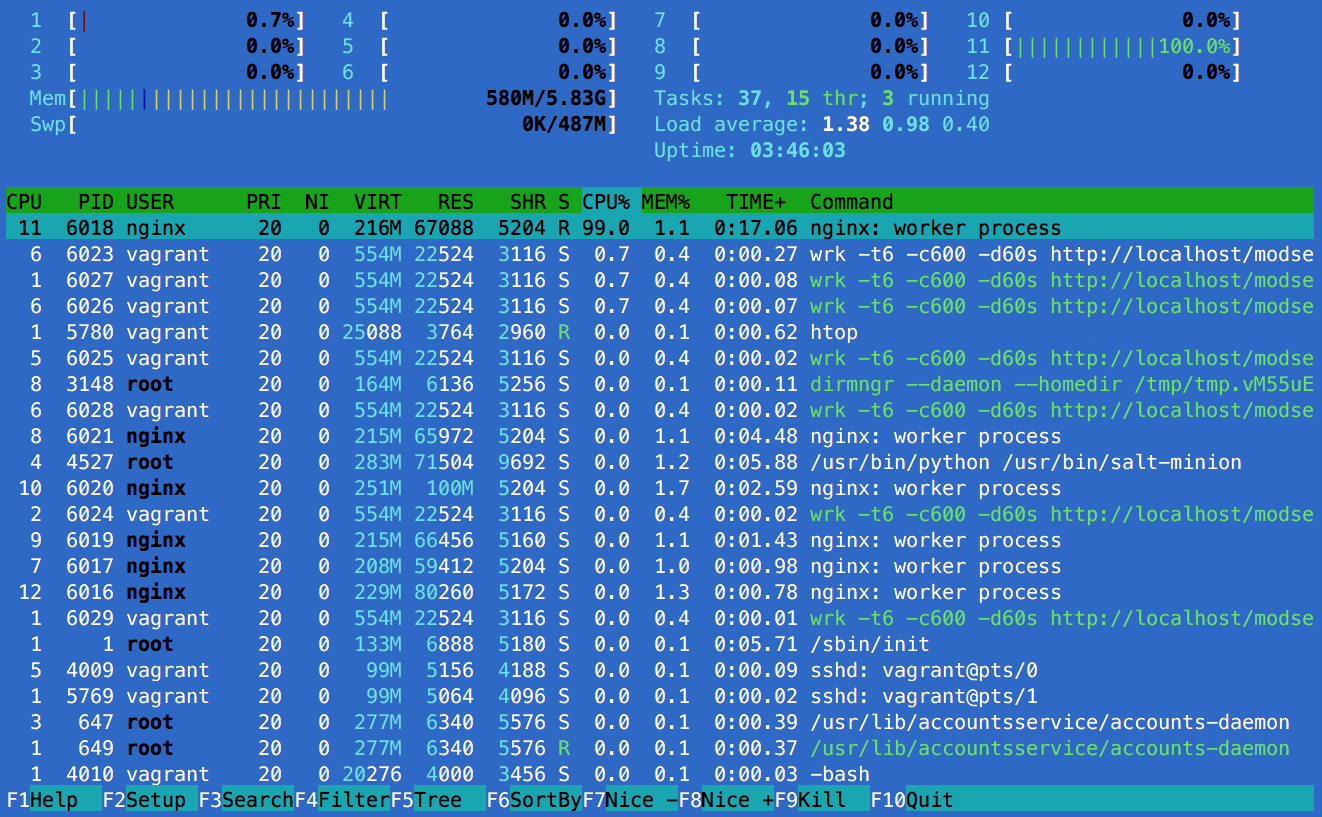 1 [| 0.7%] 4 [ 0.0%] 7 [ 0.0%] 10 [ 0.0%]
2 [ 0.0%] 5 [ 0.0%] 8 [ 0.0%] 11 [||||||||||||100.0%]
3 [ 0.0%] 6 [ 0.0%] 9 [ 0.0%] 12 [ 0.0%]
Mem[|||||||||||||||||||||||||| 580M/5.83G] Tasks: 37, 15 thr; 3 running
Swp[ 0K/487M] Load average: 1.38 0.98 0.40
Uptime: 03:46:03
CPU PID USER PRI NI VIRT RES SHR S CPU% MEM% TIME+ Command
11 6018 nginx 20 0 216M 67088 5204 R 99.0 1.1 0:17.06 nginx: worker process
6 6023 vagrant 20 0 554M 22524 3116 S 0.7 0.4 0:00.27 wrk -t6 -c600 -d60s http://localhost/modse
1 6027 vagrant 20 0 554M 22524 3116 S 0.7 0.4 0:00.08 wrk -t6 -c600 -d60s http://localhost/modse
6 6026 vagrant 20 0 554M 22524 3116 S 0.7 0.4 0:00.07 wrk -t6 -c600 -d60s http://localhost/modse
1 5780 vagrant 20 0 25088 3764 2960 R 0.0 0.1 0:00.62 htop
5 6025 vagrant 20 0 554M 22524 3116 S 0.0 0.4 0:00.02 wrk -t6 -c600 -d60s http://localhost/modse
8 3148 root 20 0 164M 6136 5256 S 0.0 0.1 0:00.11 dirmngr --daemon --homedir /tmp/tmp.vM55uE
6 6028 vagrant 20 0 554M 22524 3116 S 0.0 0.4 0:00.02 wrk -t6 -c600 -d60s http://localhost/modse
8 6021 nginx 20 0 215M 65972 5204 S 0.0 1.1 0:04.48 nginx: worker process
4 4527 root 20 0 283M 71504 9692 S 0.0 1.2 0:05.88 /usr/bin/python /usr/bin/salt-minion
10 6020 nginx 20 0 251M 100M 5204 S 0.0 1.7 0:02.59 nginx: worker process
2 6024 vagrant 20 0 554M 22524 3116 S 0.0 0.4 0:00.02 wrk -t6 -c600 -d60s http://localhost/modse
9 6019 nginx 20 0 215M 66456 5160 S 0.0 1.1 0:01.43 nginx: worker process
7 6017 nginx 20 0 208M 59412 5204 S 0.0 1.0 0:00.98 nginx: worker process
12 6016 nginx 20 0 229M 80260 5172 S 0.0 1.3 0:00.78 nginx: worker process
1 6029 vagrant 20 0 554M 22524 3116 S 0.0 0.4 0:00.01 wrk -t6 -c600 -d60s http://localhost/modse
1 1 root 20 0 133M 6888 5180 S 0.0 0.1 0:05.71 /sbin/init
5 4009 vagrant 20 0 99M 5156 4188 S 0.0 0.1 0:00.09 sshd: vagrant@pts/0
1 5769 vagrant 20 0 99M 5064 4096 S 0.0 0.1 0:00.02 sshd: vagrant@pts/1
3 647 root 20 0 277M 6340 5576 S 0.0 0.1 0:00.39 /usr/lib/accountsservice/accounts-daemon
1 649 root 20 0 277M 6340 5576 R 0.0 0.1 0:00.37 /usr/lib/accountsservice/accounts-daemon
1 4010 vagrant 20 0 20276 4000 3456 S 0.0 0.1 0:00.03 -bash
F1Help F2Setup F3SearchF4FilterF5Tree F6SortByF7Nice -F8Nice +F9Kill F10Quit